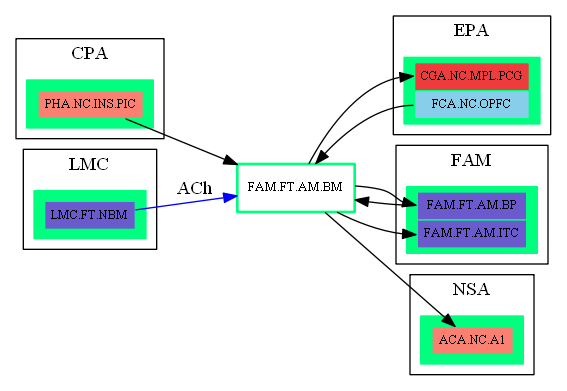 CPA
PHA.NC.INS.PIC
LMC
LMC.FT.NBM
ACh
FAM.FT.AM.BM
EPA
CGA.NC.MPL.PCG
FCA.NC.OPFC
FAM
FAM.FT.AM.BP
FAM.FT.AM.ITC
NSA
ACA.NC.A1